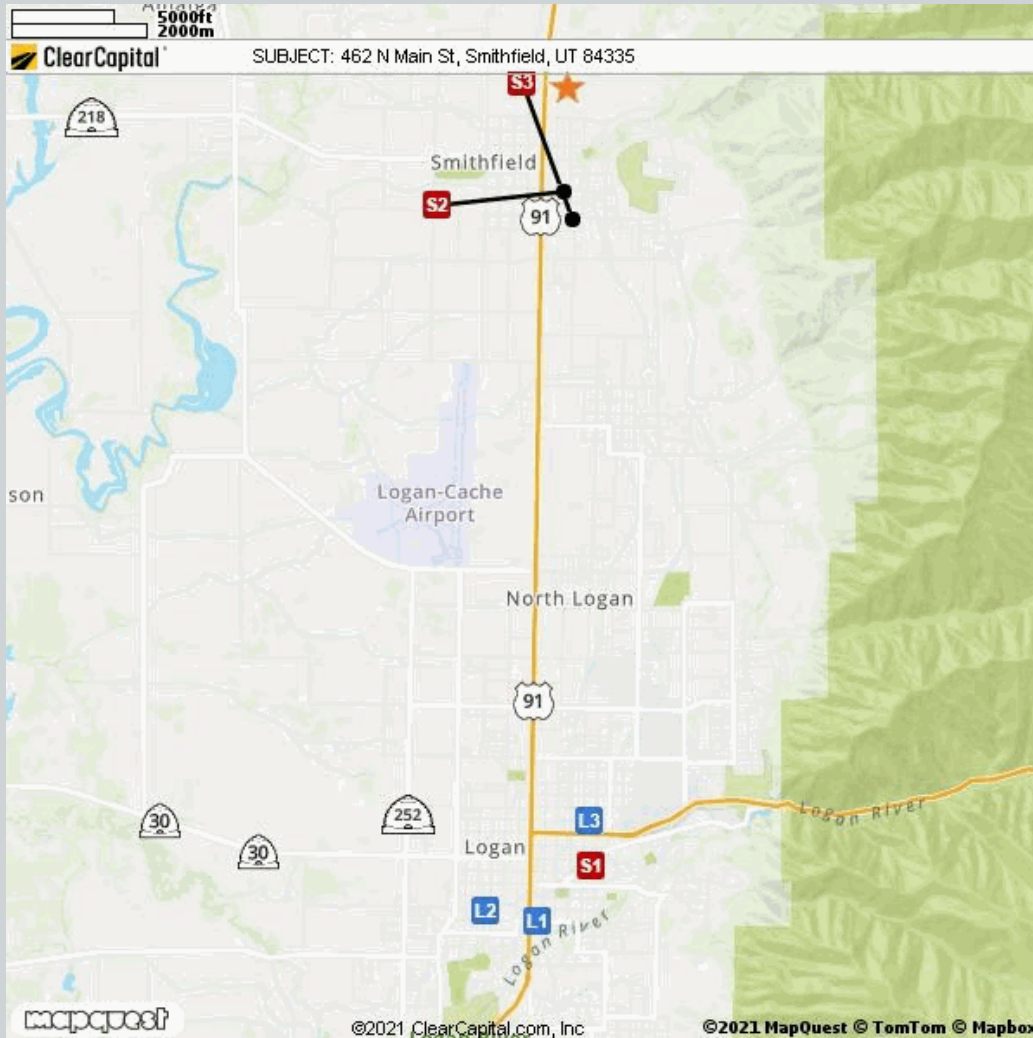 Amalga
5000ft
2000m
ClearCapital
SUBJECT: 462 N Main St, Smithfield, UT 84335
S3
218
Smithfield
S2
91
Logan-Cache
Airport
son
North Logan
91
30
252
L3
Logan River
30
Logan
S1
L2
L1
Logan River
mapquest
©2021 ClearCapital.com, Inc
©2021 MapQuest © TomTom © Mapbox